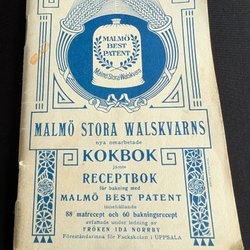 MALMÖ
BEST
PATENT
Malmö Stora Walskvarn
MALMÖ STORA WALSKVARNS
nya omarbetade
KOKBOK
jämte
RECEPTBOK
för bakning med
MALMÖ BEST PATENT
innehållande
88 matrecept och 60 bakningsrecept
avfattade under ledning av
FRÖKEN IDA NORRBY
Föreståndarinna för Fackskolan i UPPSALA